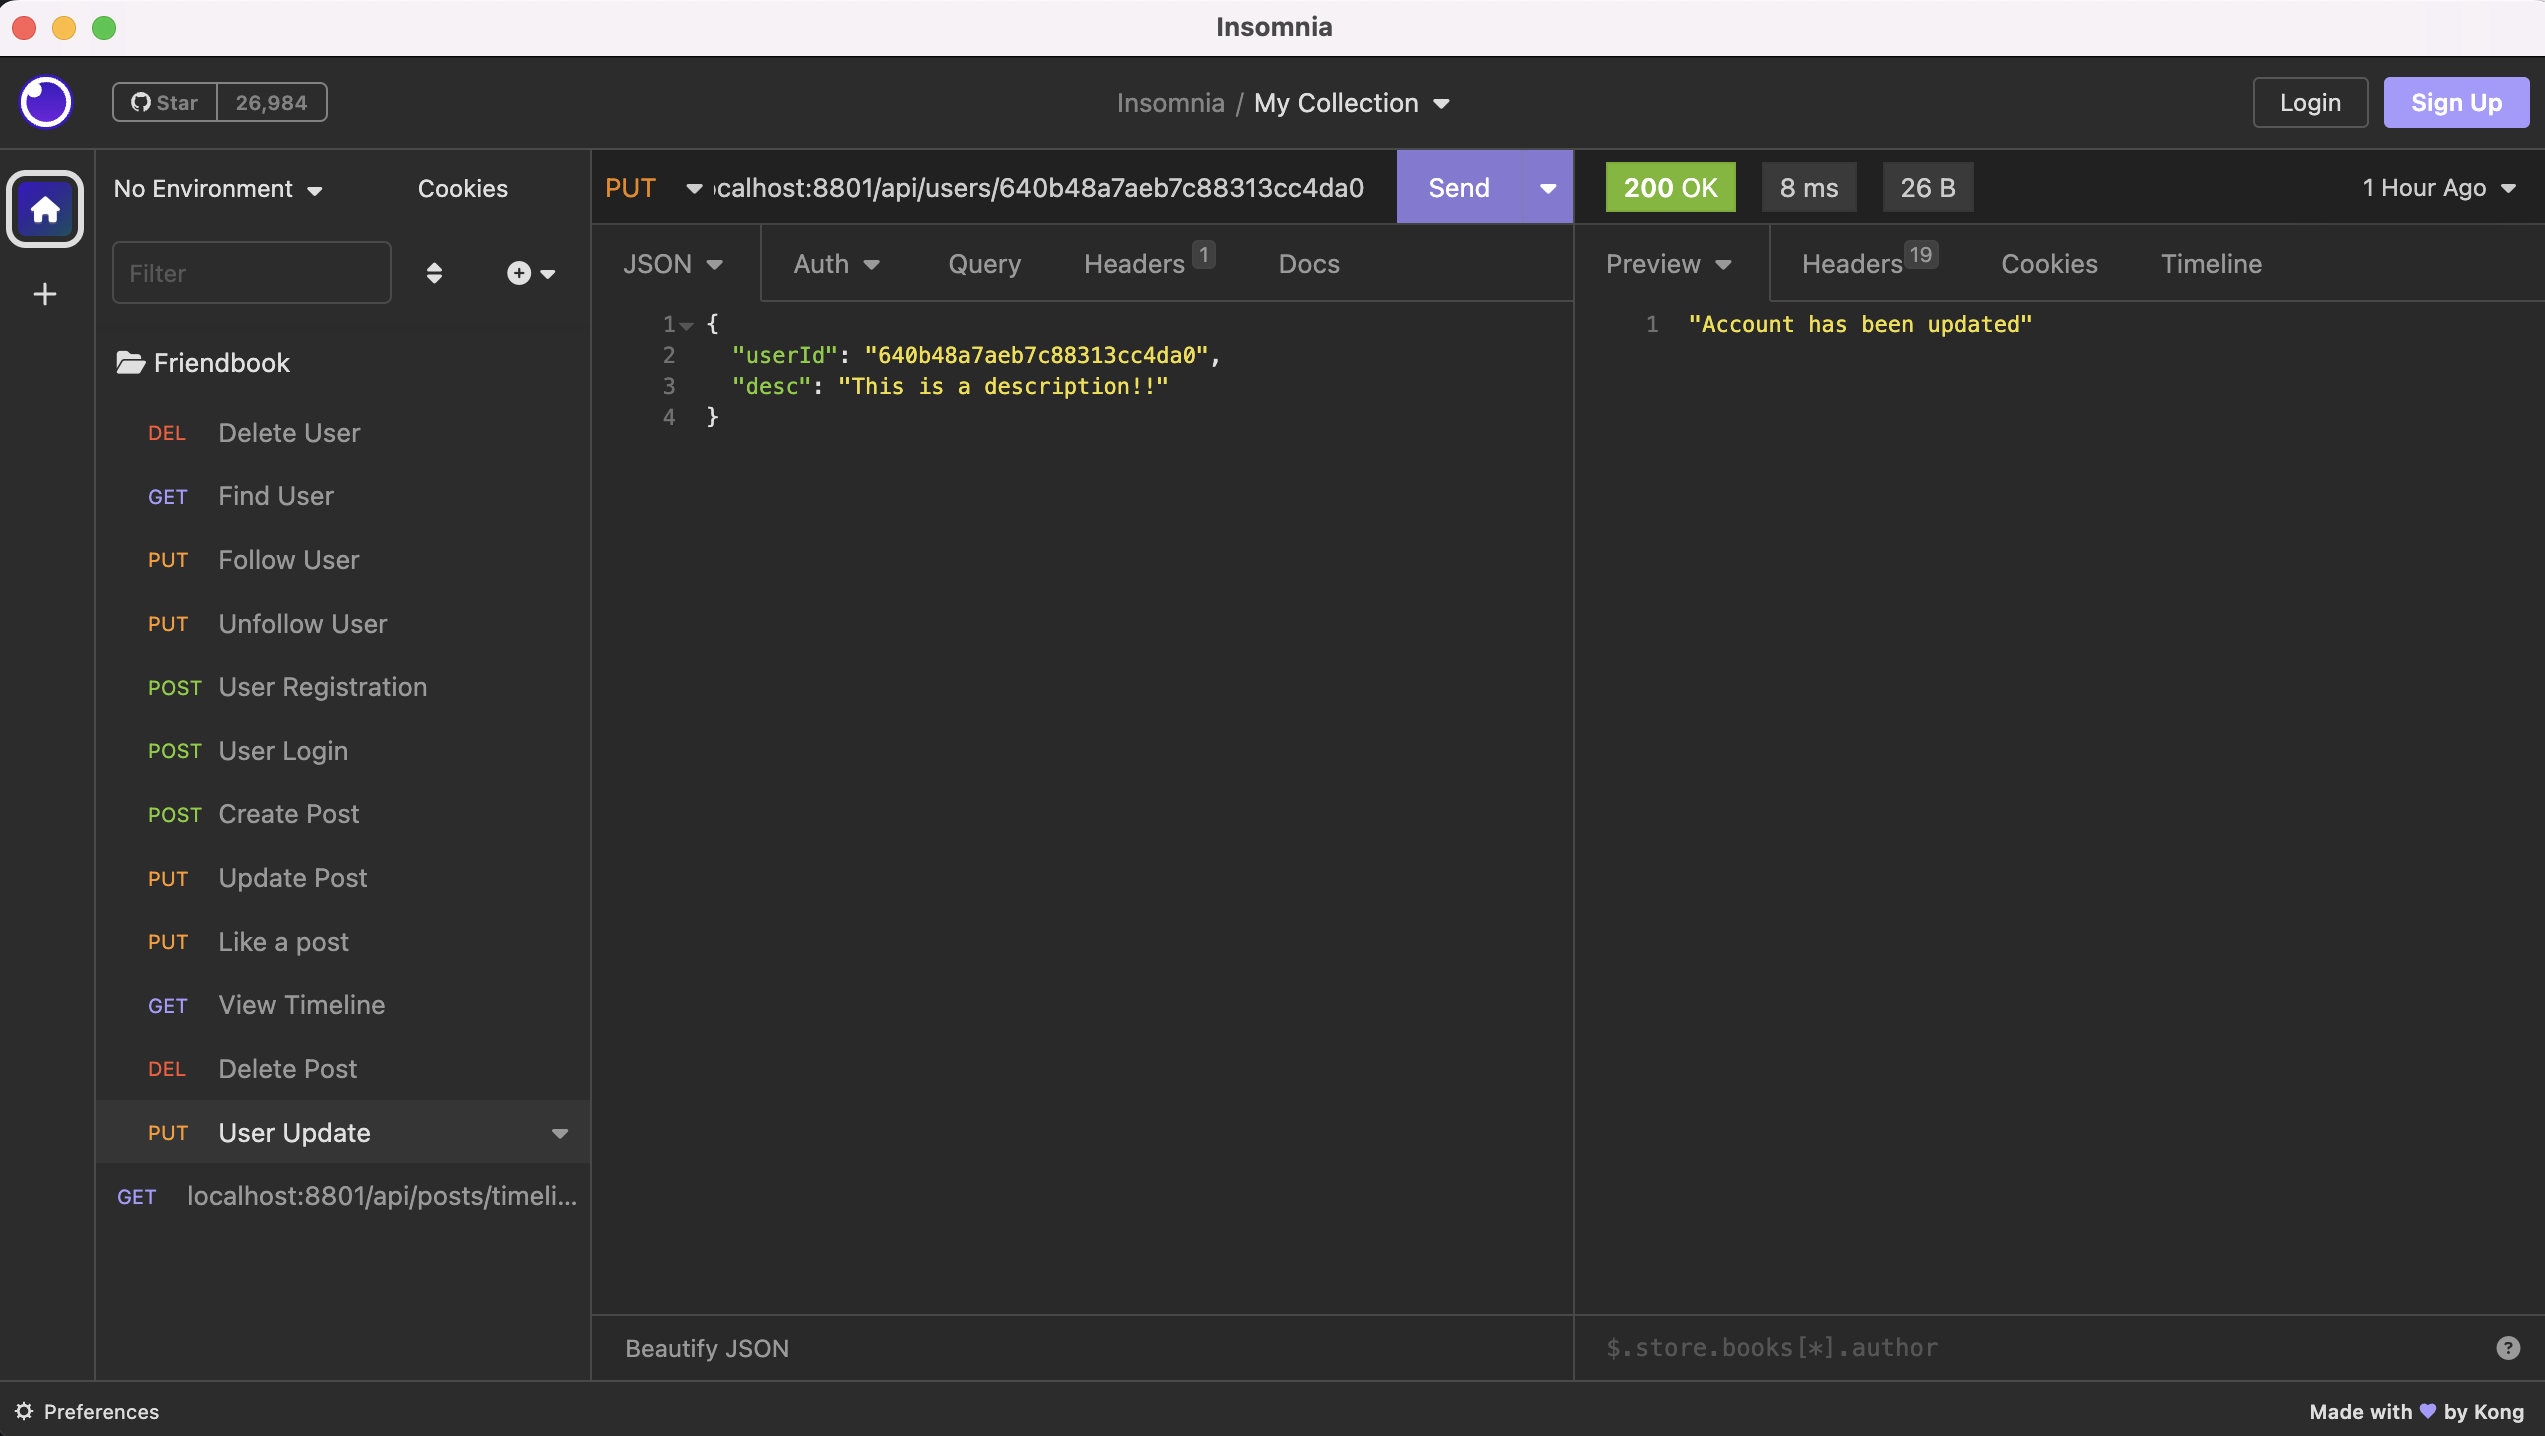 Insomnia
Star 26,984
Insomnia / My Collection
Login
Sign Up
No Environment
Cookies
Filter
Friendbook
DEL Delete User
GET Find User
PUT Follow User
PUT Unfollow User
POST User Registration
POST User Login
POST Create Post
PUT Update Post
PUT Like a post
GET View Timeline
DEL Delete Post
PUT User Update
GET localhost:8801/api/posts/timeli...
PUT ocalhost:8801/api/users/640b48a7aeb7c88313cc4da0 Send
JSON Auth Query Headers 1 Docs
1 {
2 "userId": "640b48a7aeb7c88313cc4da0",
3 "desc": "This is a description!!"
4 }
Beautify JSON
200 OK 8 ms 26 B 1 Hour Ago
Preview Headers 19 Cookies Timeline
1 "Account has been updated"
$.store.books[*].author ?
Preferences
Made with by Kong